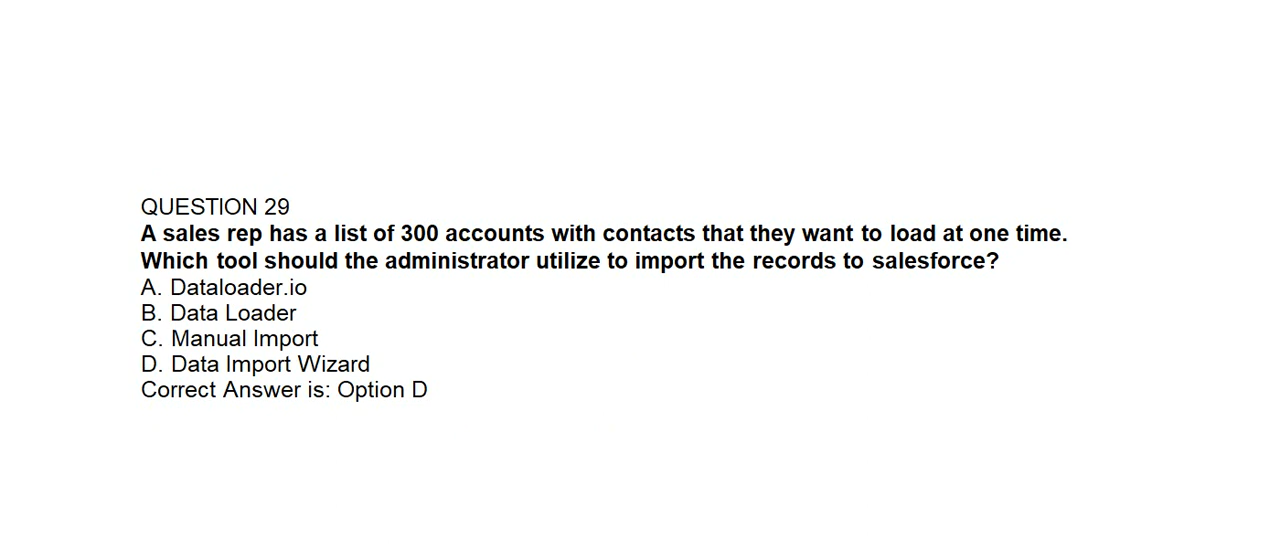 QUESTION 29
A sales rep has a list of 300 accounts with contacts that they want to load at one time.
Which tool should the administrator utilize to import the records to salesforce?
A. Dataloader.io
B. Data Loader
C. Manual Import
D. Data Import Wizard
Correct Answer is: Option D